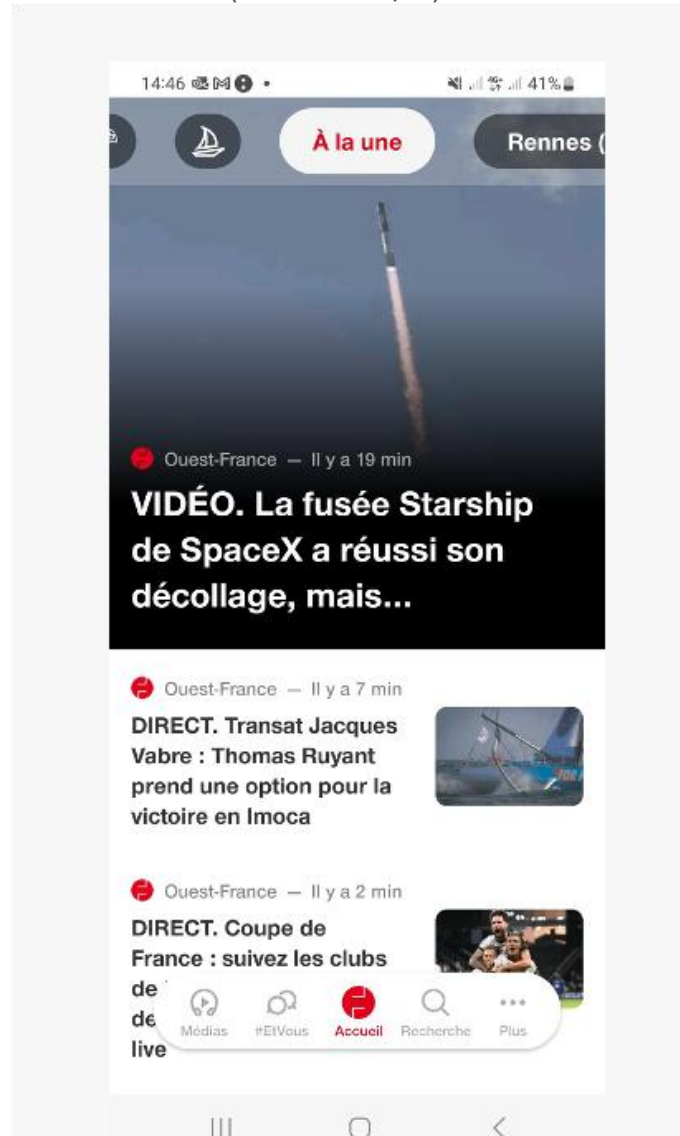 14:46 41%
À la une Rennes (
Ouest-France — Il y a 19 min
VIDÉO. La fusée Starship
de SpaceX a réussi son
décollage, mais...
Ouest-France — Il y a 7 min
DIRECT. Transat Jacques
Vabre : Thomas Ruyant
prend une option pour la
victoire en Imoca
Ouest-France — Il y a 2 min
DIRECT. Coupe de
France : suivez les clubs
de
de
live
Médias #EtVous Accueil Recherche Plus